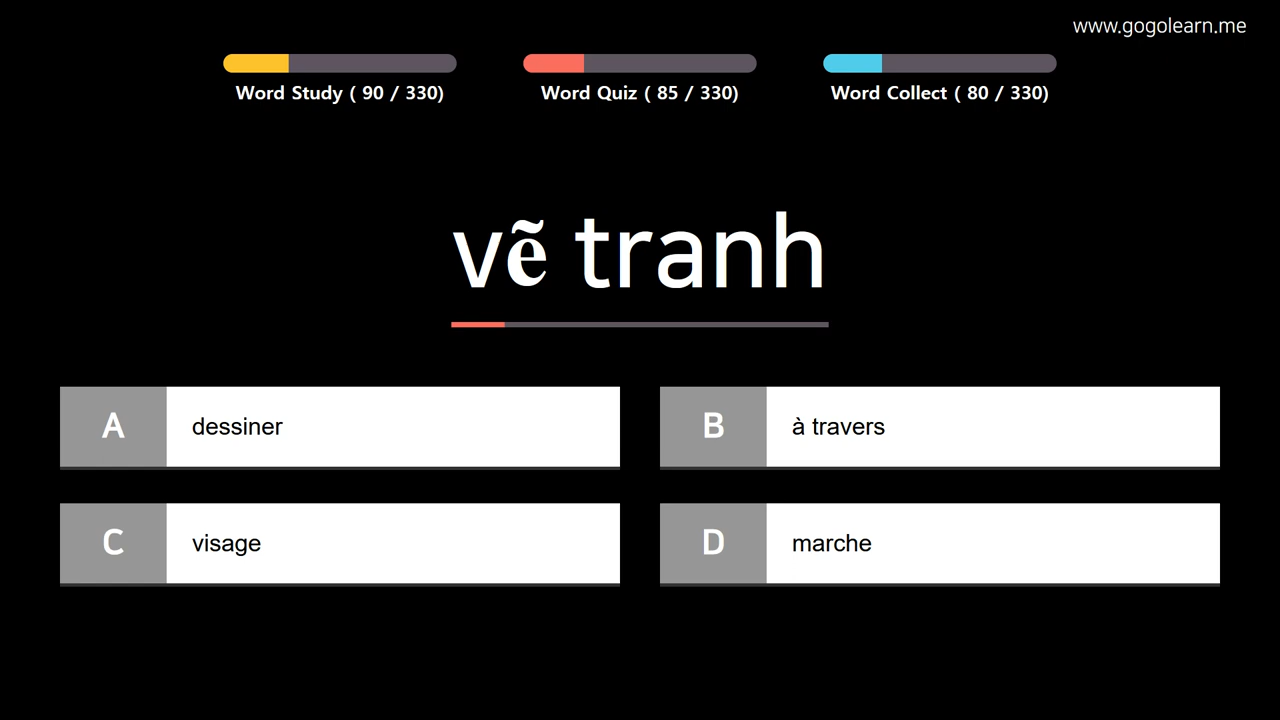 www.gogolearn.me
Word Study ( 90 / 330)
Word Quiz ( 85 / 330)
Word Collect ( 80 / 330)
vẽ tranh
A dessiner
B à travers
C visage
D marche